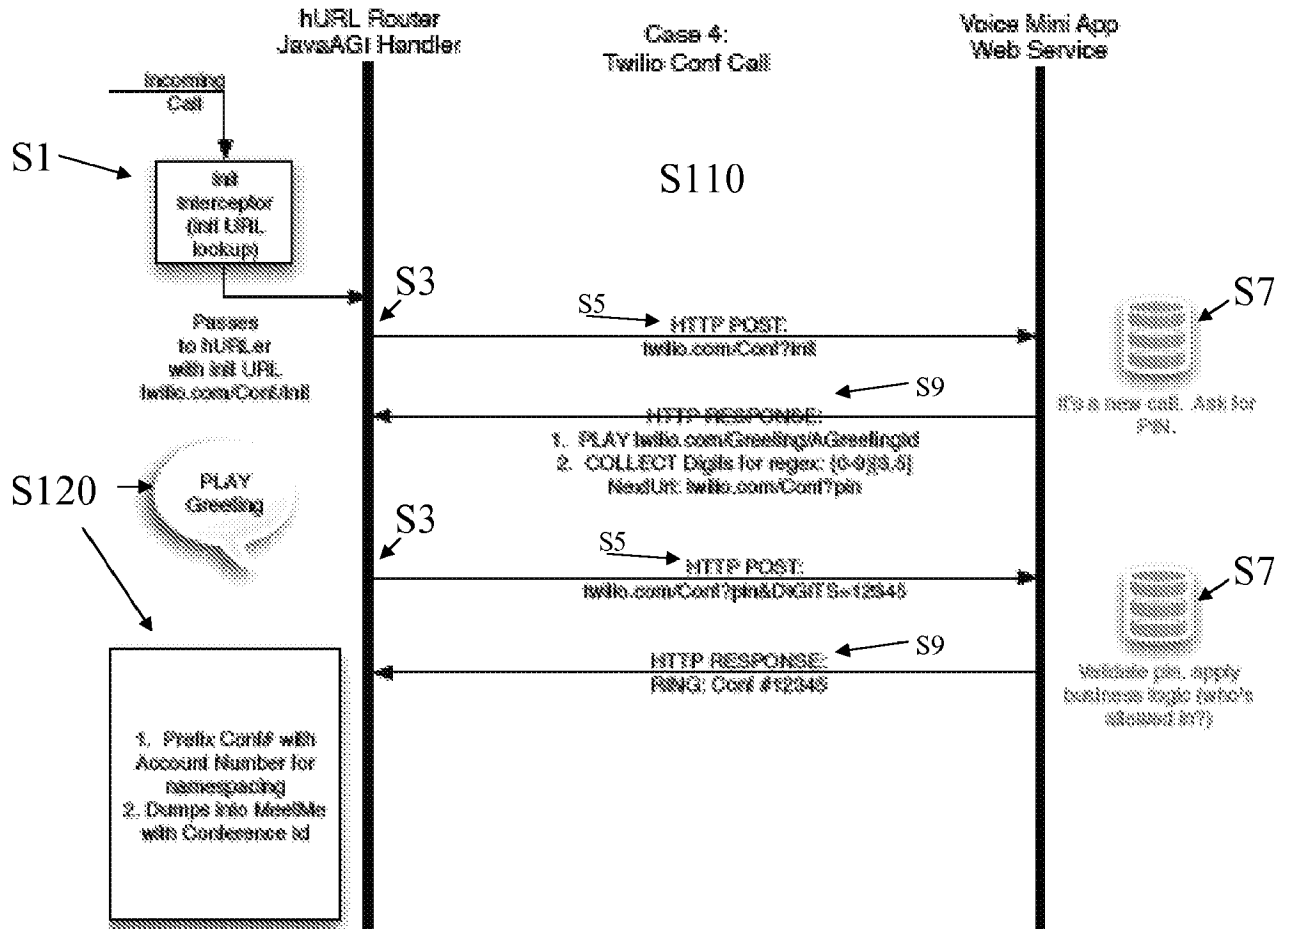 hURL Router
JavaAGI Handler
Case 4:
Twilio Conf Call
Voice Mini App
Web Service
Incoming
Call
S1
Init
Interceptor
(init URL
lookup)
S110
S3
S5
HTTP POST:
twilio.com/Conf?init
S7
Passes
to hURLer
with init URL
twilio.com/Conf/init
S9
It's a new call. Ask for
PIN.
HTTP RESPONSE:
1. PLAY twilio.com/Greeting/AGreetingId
2. COLLECT Digits for regex: [0-9]{3,5}
NextUrl: twilio.com/Conf?pin
S120
PLAY
Greeting
S3
S5
HTTP POST:
twilio.com/Conf?pin&DIGITS=12345
S7
S9
HTTP RESPONSE:
RING: Conf #12345
Validate pin, apply
business logic (who's
allowed in?)
1. Prefix Conf# with
Account Number for
namespacing
2. Dumps into MeetMe
with Conference id